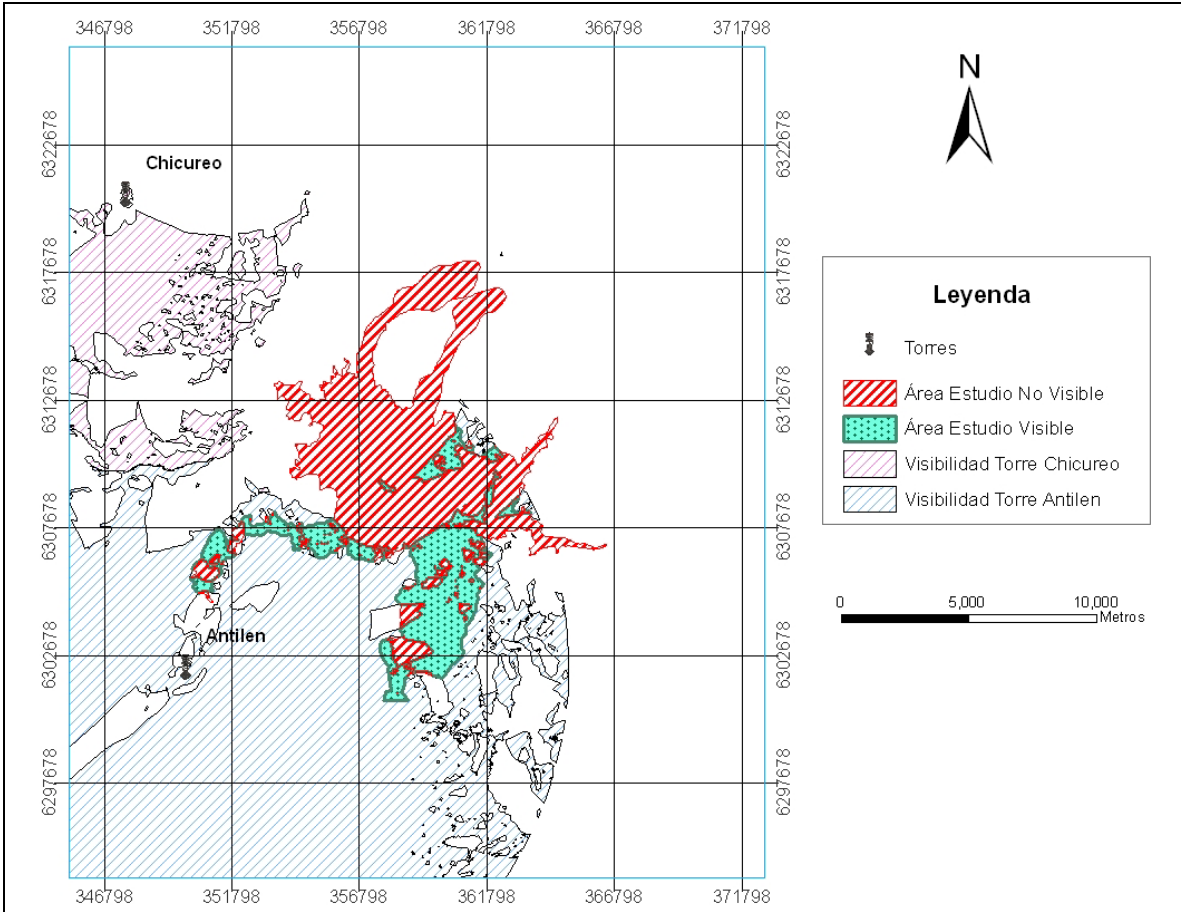 346798 351798 356798 361798 366798 371798
N
6322678 6322678
Chicureo
6317678 6317678
Leyenda
Torres
Área Estudio No Visible
6312678 6312678
Área Estudio Visible
Visibilidad Torre Chicureo
Visibilidad Torre Antilen
6307678 6307678
0 5,000 10,000
Metros
Antilen
6302678 6302678
6297678 6297678
346798 351798 356798 361798 366798 371798